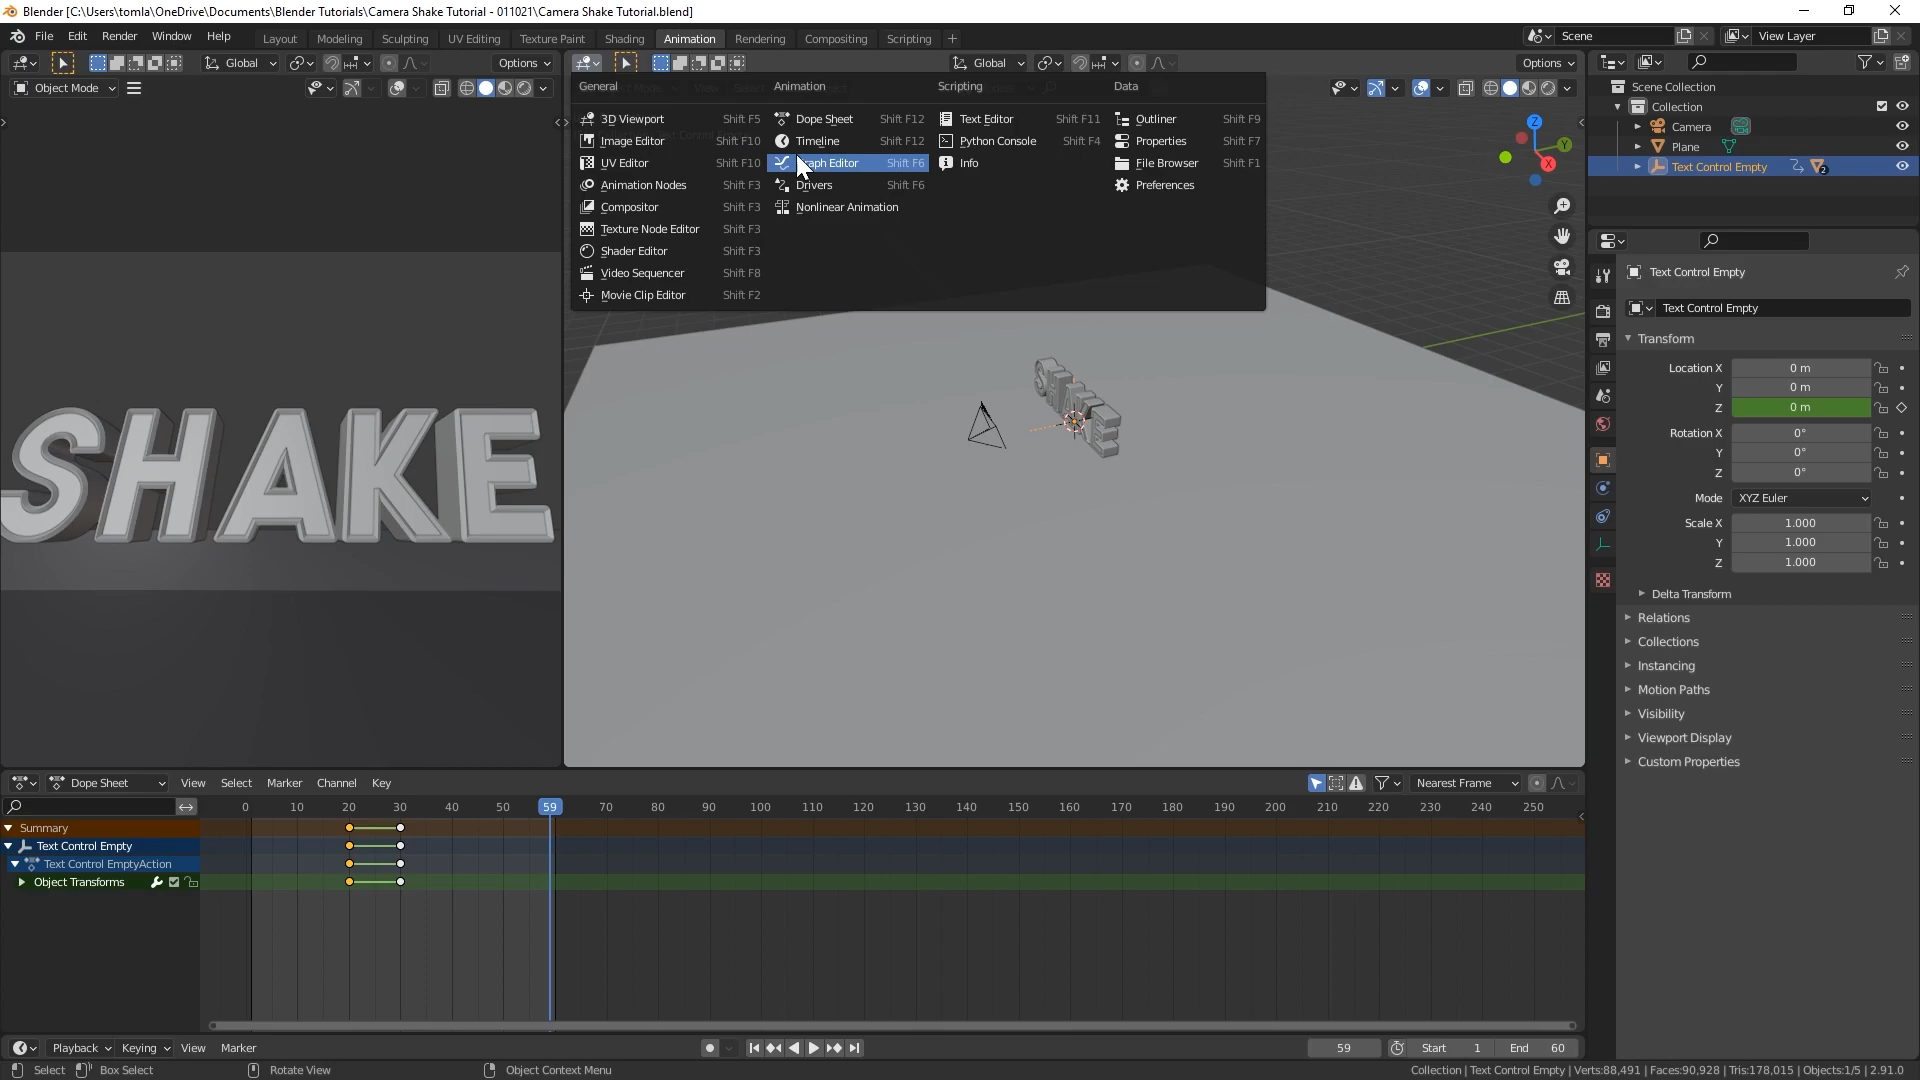 Blender [C:\Users\tomla\OneDrive\Documents\Blender Tutorials\Camera Shake Tutorial - 011021\Camera Shake Tutorial.blend]
File Edit Render Window Help Layout Modeling Sculpting UV Editing Texture Paint Shading Animation Rendering Compositing Scripting + Scene View Layer
Global Options Global Options
Object Mode
General Animation Scripting Data
3D Viewport Shift F5 Dope Sheet Shift F12 Text Editor Shift F11 Outliner Shift F9
Image Editor Shift F10 Timeline Shift F12 Python Console Shift F4 Properties Shift F7
UV Editor Shift F10 raph Editor Shift F6 Info File Browser Shift F1
Animation Nodes Shift F3 Drivers Shift F6 Preferences
Compositor Shift F3 Nonlinear Animation
Texture Node Editor Shift F3
Shader Editor Shift F3
Video Sequencer Shift F8
Movie Clip Editor Shift F2
Z
Y
X
SHAKE
SHAKE
Scene Collection
Collection
Camera
Plane
Text Control Empty 2
Text Control Empty
Text Control Empty
Transform
Location X 0 m
Y 0 m
Z 0 m
Rotation X 0°
Y 0°
Z 0°
Mode XYZ Euler
Scale X 1.000
Y 1.000
Z 1.000
Delta Transform
Relations
Collections
Instancing
Motion Paths
Visibility
Viewport Display
Custom Properties
Dope Sheet View Select Marker Channel Key Nearest Frame
0 10 20 30 40 50 59 70 80 90 100 110 120 130 140 150 160 170 180 190 200 210 220 230 240 250
Summary
Text Control Empty
Text Control EmptyAction
Object Transforms
Playback Keying View Marker 59 Start 1 End 60
Select Box Select Rotate View Object Context Menu Collection | Text Control Empty | Verts:88,491 | Faces:90,928 | Tris:178,015 | Objects:1/5 | 2.91.0